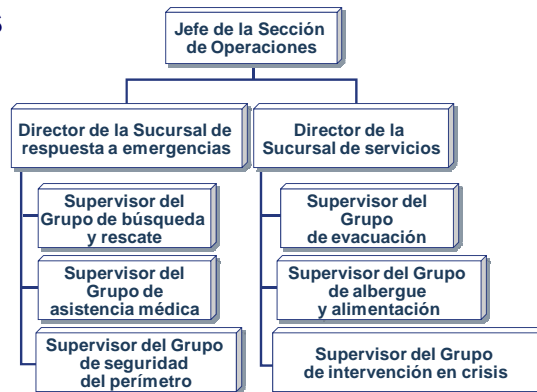 Jefe de la Sección
de Operaciones
Director de la Sucursal de
respuesta a emergencias
Director de la
Sucursal de servicios
Supervisor del
Grupo de búsqueda
y rescate
Supervisor del
Grupo
de evacuación
Supervisor del
Grupo de
asistencia médica
Supervisor del Grupo
de albergue
y alimentación
Supervisor del Grupo
de seguridad
del perímetro
Supervisor del Grupo
de intervención en crisis